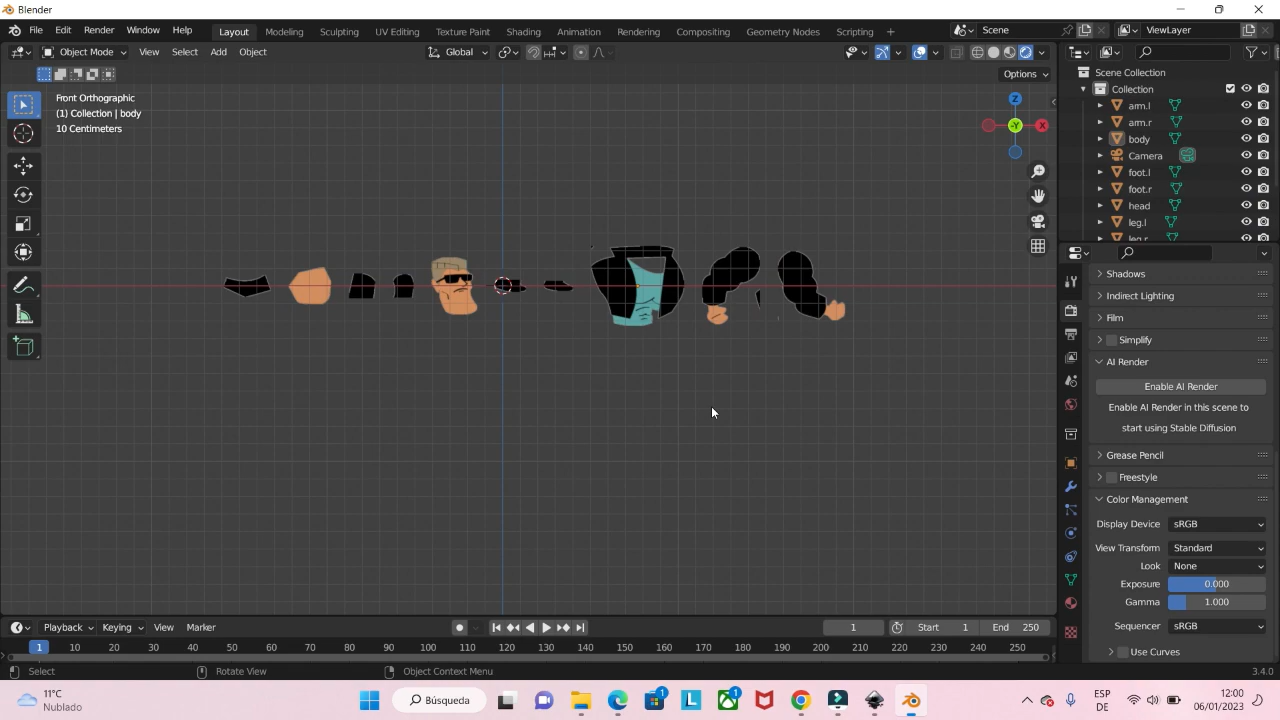 Blender
File Edit Render Window Help Layout Modeling Sculpting UV Editing Texture Paint Shading Animation Rendering Compositing Geometry Nodes Scripting + Scene ViewLayer
Object Mode View Select Add Object Global
Options
Front Orthographic
(1) Collection | body
10 Centimeters
Z
-Y
X
Scene Collection
Collection
arm.l
arm.r
body
Camera
foot.l
foot.r
head
leg.l
leg.r
Shadows
Indirect Lighting
Film
Simplify
AI Render
Enable AI Render
Enable AI Render in this scene to
start using Stable Diffusion
Grease Pencil
Freestyle
Color Management
Display Device sRGB
View Transform Standard
Look None
Exposure 0.000
Gamma 1.000
Sequencer sRGB
Use Curves
Playback Keying View Marker 1 Start 1 End 250
1 10 20 30 40 50 60 70 80 90 100 110 120 130 140 150 160 170 180 190 200 210 220 230 240 250
Select Rotate View Object Context Menu 3.4.0
11°C
Nublado
Búsqueda
1
1
ESP
DE
12:00
06/01/2023